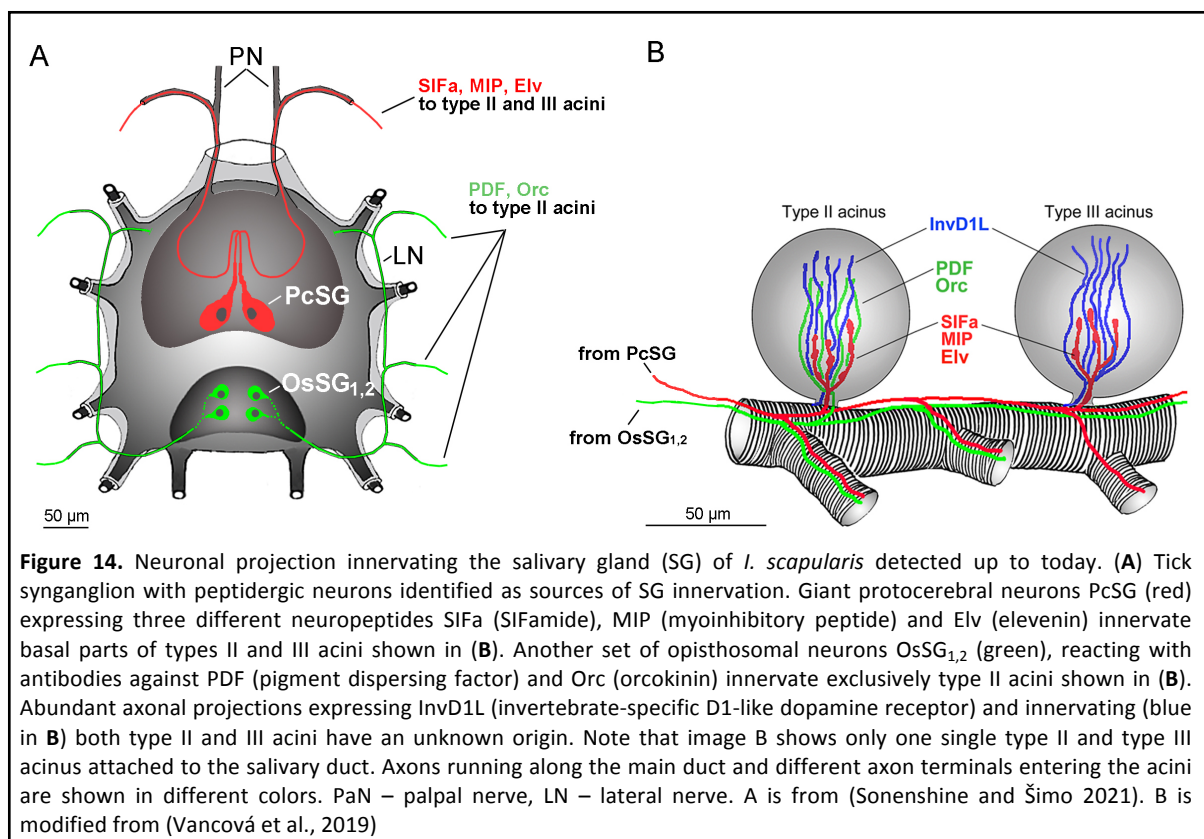 A
PN
SIFa, MIP, Elv
to type II and III acini
PDF, Orc
to type II acini
LN
PcSG
OsSG1,2
50 µm
B
Type II acinus
Type III acinus
InvD1L
PDF
Orc
SIFa
MIP
Elv
from PcSG
from OsSG1,2
50 µm
Figure 14. Neuronal projection innervating the salivary gland (SG) of I. scapularis detected up to today. (A) Tick
synganglion with peptidergic neurons identified as sources of SG innervation. Giant protocerebral neurons PcSG (red)
expressing three different neuropeptides SIFa (SIFamide), MIP (myoinhibitory peptide) and Elv (elevenin) innervate
basal parts of types II and III acini shown in (B). Another set of opisthosomal neurons OsSG1,2 (green), reacting with
antibodies against PDF (pigment dispersing factor) and Orc (orcokinin) innervate exclusively type II acini shown in (B).
Abundant axonal projections expressing InvD1L (invertebrate-specific D1-like dopamine receptor) and innervating (blue
in B) both type II and III acini have an unknown origin. Note that image B shows only one single type II and type III
acinus attached to the salivary duct. Axons running along the main duct and different axon terminals entering the acini
are shown in different colors. PaN – palpal nerve, LN – lateral nerve. A is from (Sonenshine and Šimo 2021). B is
modified from (Vancová et al., 2019)